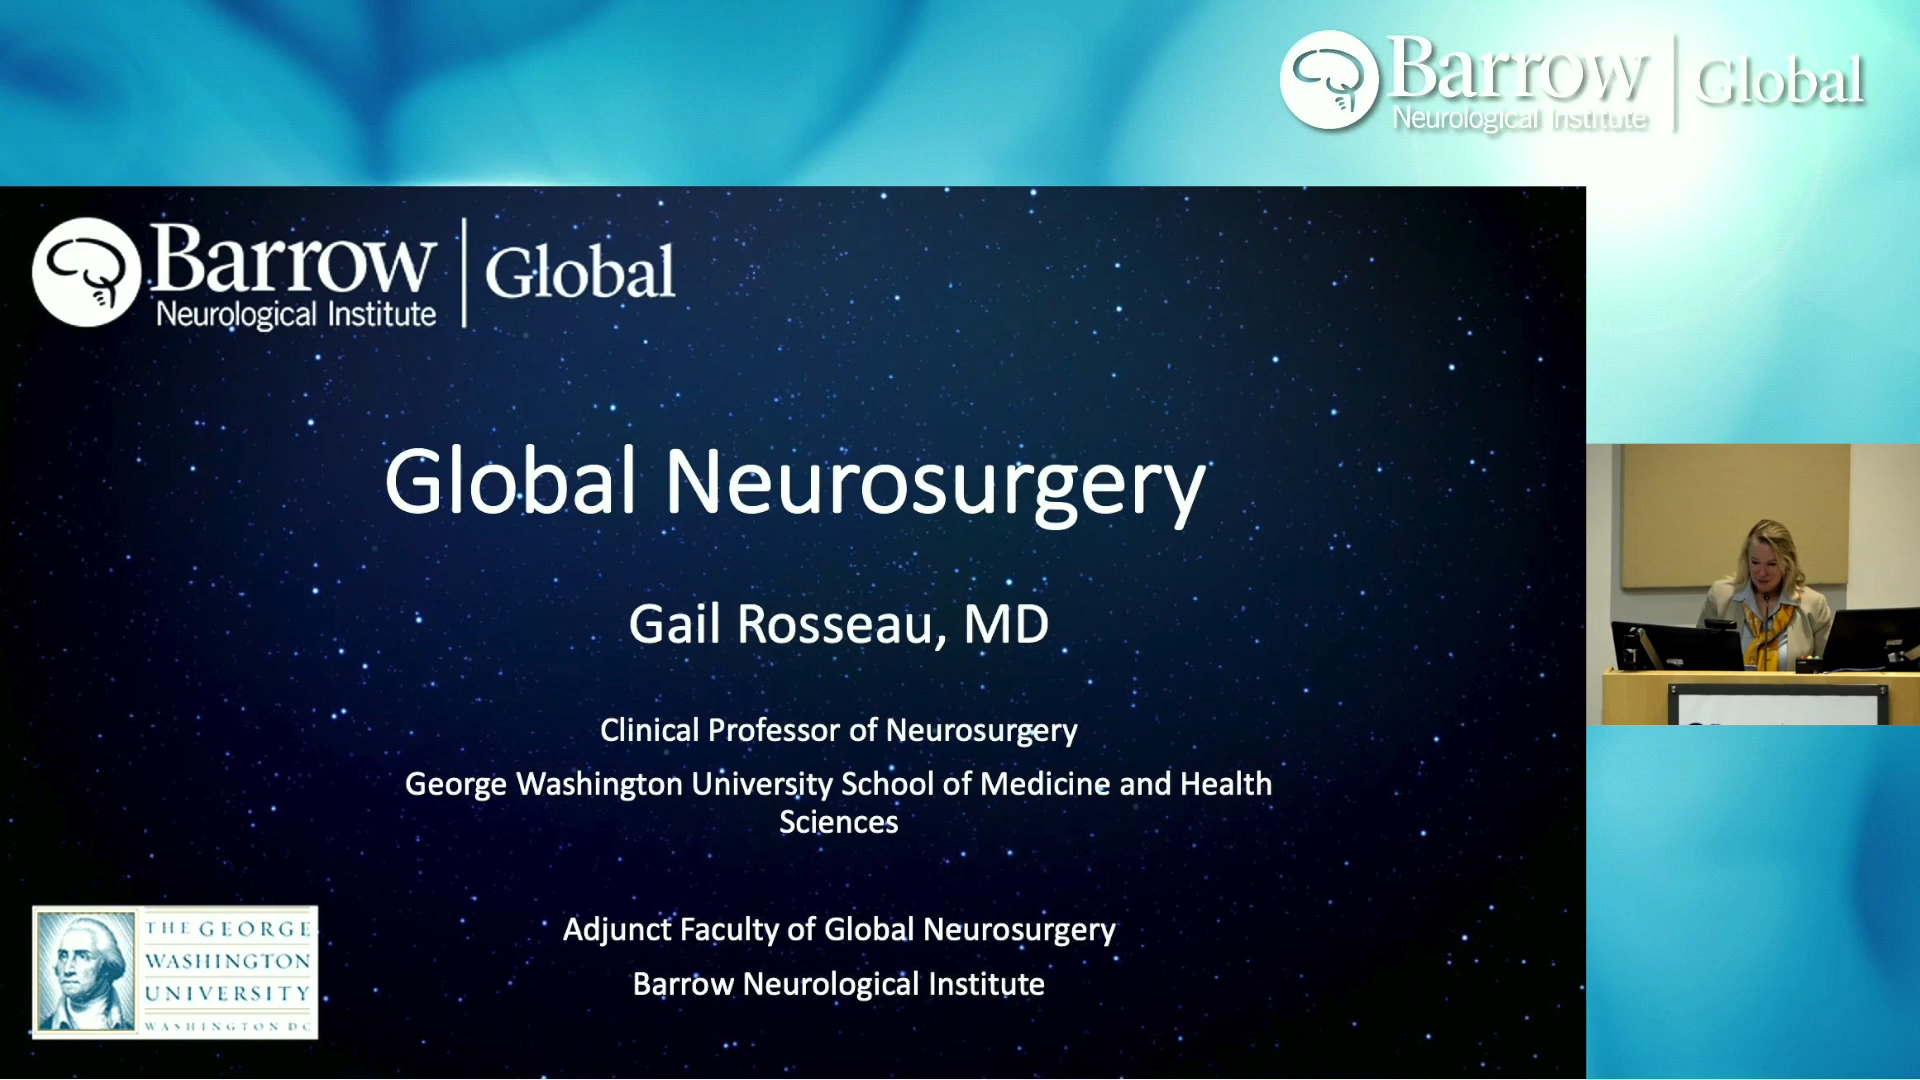 Barrow
Neurological Institute
Global
Barrow
Neurological Institute
Global
Global Neurosurgery
Gail Rosseau, MD
Clinical Professor of Neurosurgery
George Washington University School of Medicine and Health
Sciences
Adjunct Faculty of Global Neurosurgery
Barrow Neurological Institute
THE GEORGE
WASHINGTON
UNIVERSITY
WASHINGTON DC